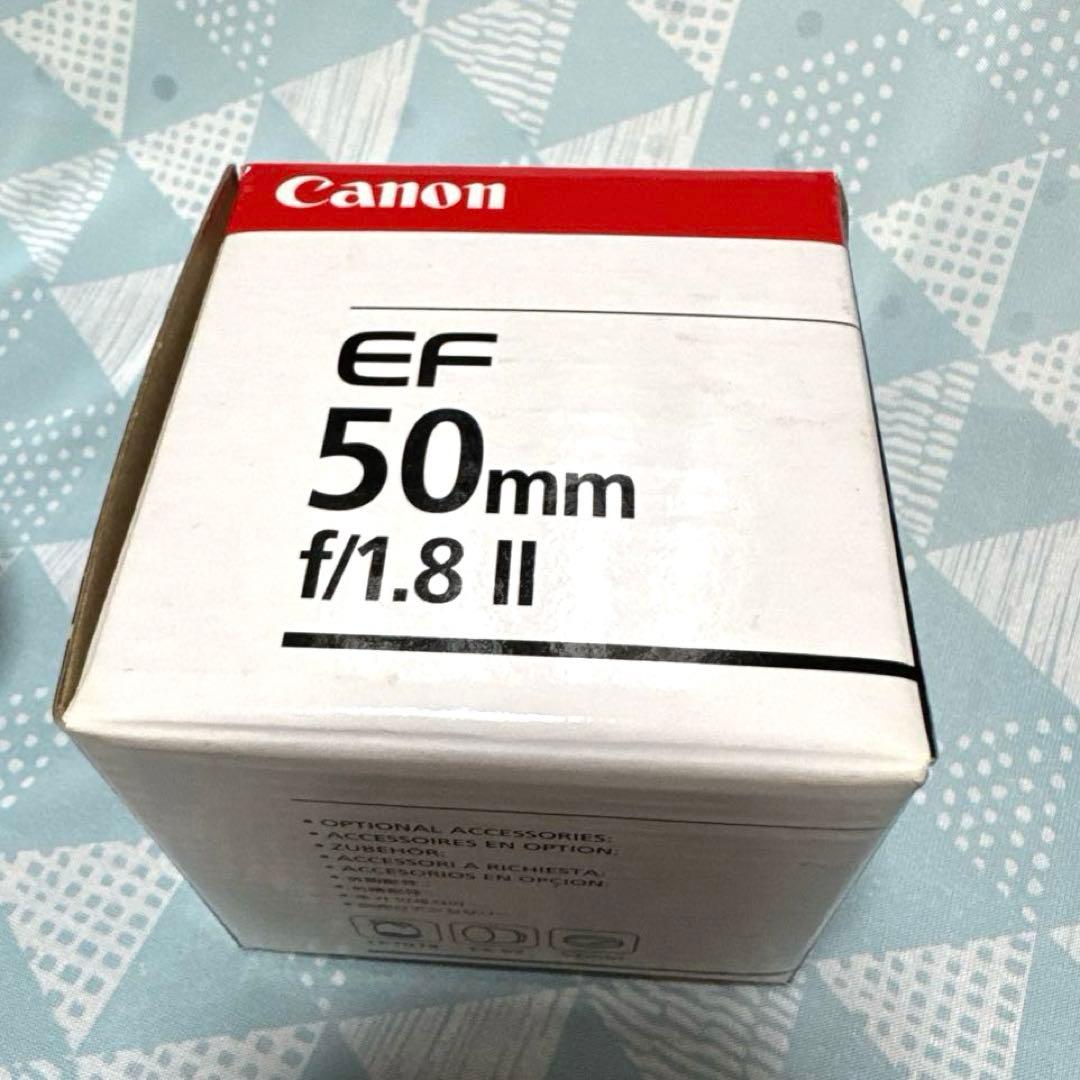 Canon
EF
50mm
f/1.8 II
• OPTIONAL ACCESSORIES:
• ACCESSOIRES EN OPTION:
• ZUBEHÖR:
• ACCESSORI A RICHIESTA:
• ACCESORIOS EN OPCIÓN: